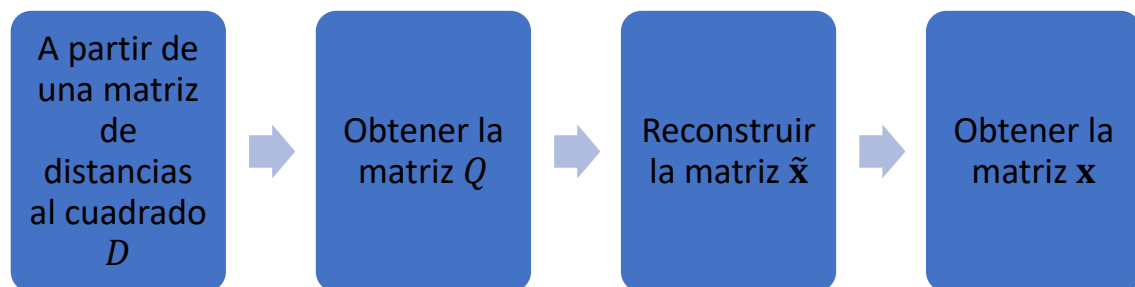 A partir de
una matriz
de
distancias
al cuadrado
𝐷
Obtener la
matriz 𝑄
Reconstruir
la matriz 𝐱̃
Obtener la
matriz 𝐱